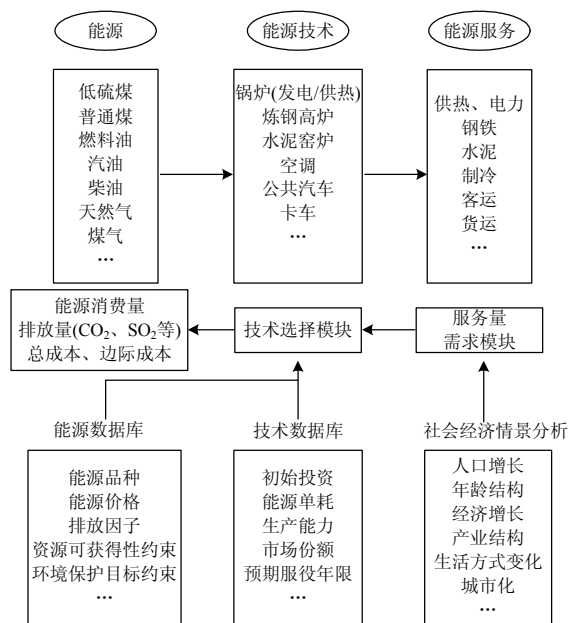 能源
能源技术
能源服务
低硫煤
普通煤
燃料油
汽油
柴油
天然气
煤气
...
锅炉(发电/供热)
炼钢高炉
水泥窑炉
空调
公共汽车
卡车
...
供热、电力
钢铁
水泥
制冷
客运
货运
...
能源消费量
排放量(CO₂、SO₂等)
总成本、边际成本
技术选择模块
服务量
需求模块
能源数据库
技术数据库
社会经济情景分析
能源品种
能源价格
排放因子
资源可获得性约束
环境保护目标约束
...
初始投资
能源单耗
生产能力
市场份额
预期服役年限
...
人口增长
年龄结构
经济增长
产业结构
生活方式变化
城市化
...